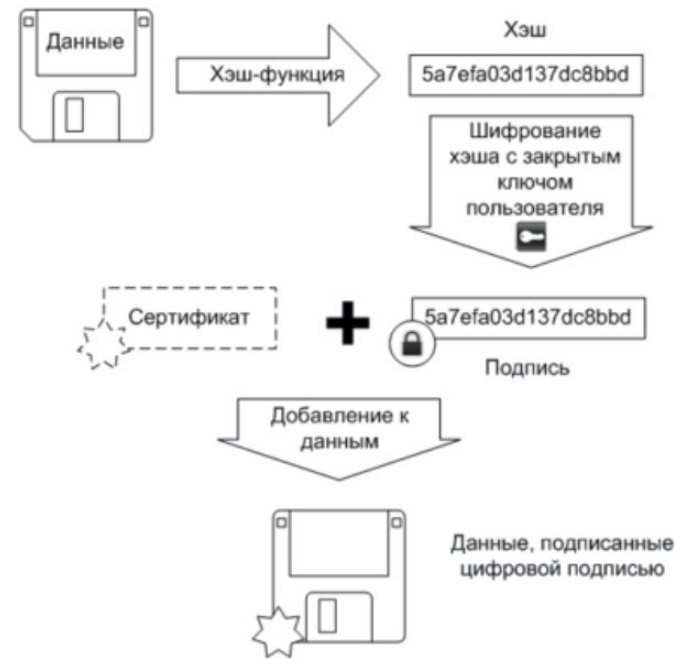 Данные
Хэш-функция
Хэш
5a7efa03d137dc8bbd
Шифрование
хэша с закрытым
ключом
пользователя
Сертификат
5a7efa03d137dc8bbd
Подпись
Добавление к
данным
Данные, подписанные
цифровой подписью